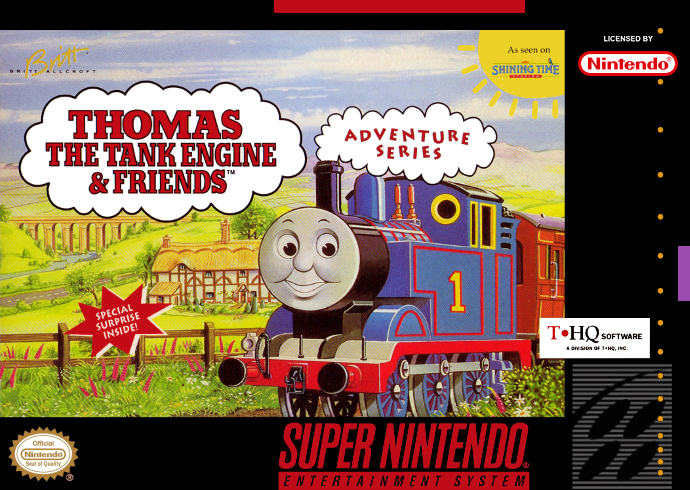 Britt
BRITT ALLCROFT
As seen on
SHINING TIME
STATION
LICENSED BY
Nintendo®
THOMAS
THE TANK ENGINE
& FRIENDS™
ADVENTURE
SERIES
SPECIAL
SURPRISE
INSIDE!
1
T•HQ SOFTWARE
A DIVISION OF T•HQ, INC.
Official
Nintendo
Seal of Quality
®
SUPER NINTENDO®
ENTERTAINMENT SYSTEM